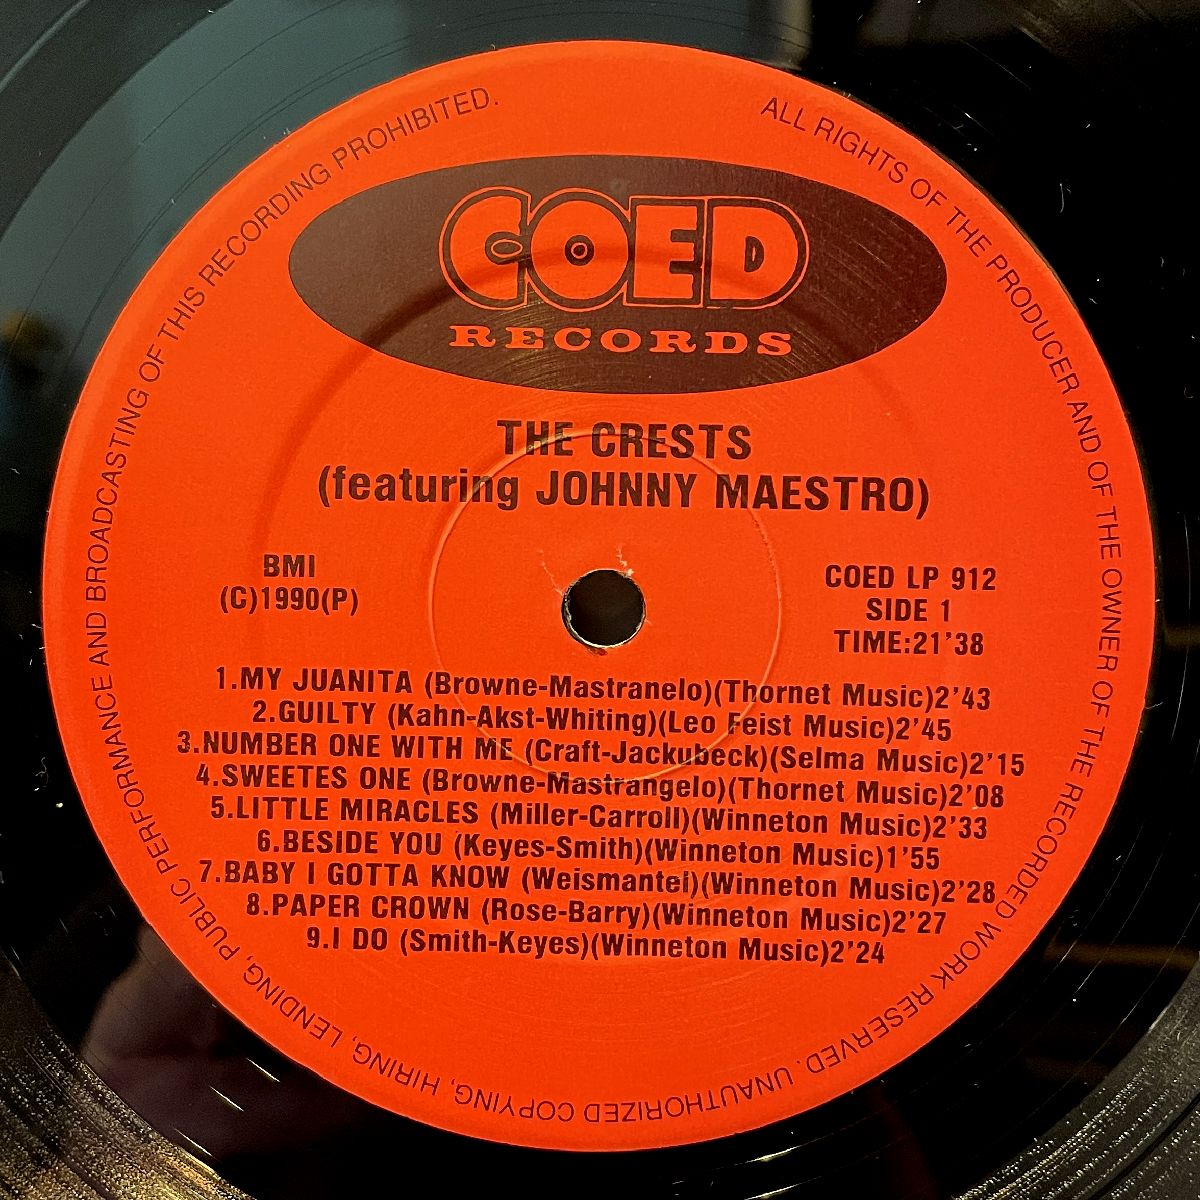 COED
RECORDS
THE CRESTS
(featuring JOHNNY MAESTRO)
BMI
(C)1990(P)
COED LP 912
SIDE 1
TIME:21'38
1.MY JUANITA (Browne-Mastranelo)(Thornet Music)2'43
2.GUILTY (Kahn-Akst-Whiting)(Leo Feist Music)2'45
3.NUMBER ONE WITH ME (Craft-Jackubeck)(Selma Music)2'15
4.SWEETES ONE (Browne-Mastrangelo)(Thornet Music)2'08
5.LITTLE MIRACLES (Miller-Carroll)(Winneton Music)2'33
6.BESIDE YOU (Keyes-Smith)(Winneton Music)1'55
7.BABY I GOTTA KNOW (Weismantel)(Winneton Music)2'28
8.PAPER CROWN (Rose-Barry)(Winneton Music)2'27
9.I DO (Smith-Keyes)(Winneton Music)2'24
ALL RIGHTS OF THE PRODUCER AND OF THE OWNER OF THE RECORDED WORK RESERVED. UNAUTHORIZED COPYING, HIRING, LENDING, PUBLIC PERFORMANCE AND BROADCASTING OF THIS RECORDING PROHIBITED.